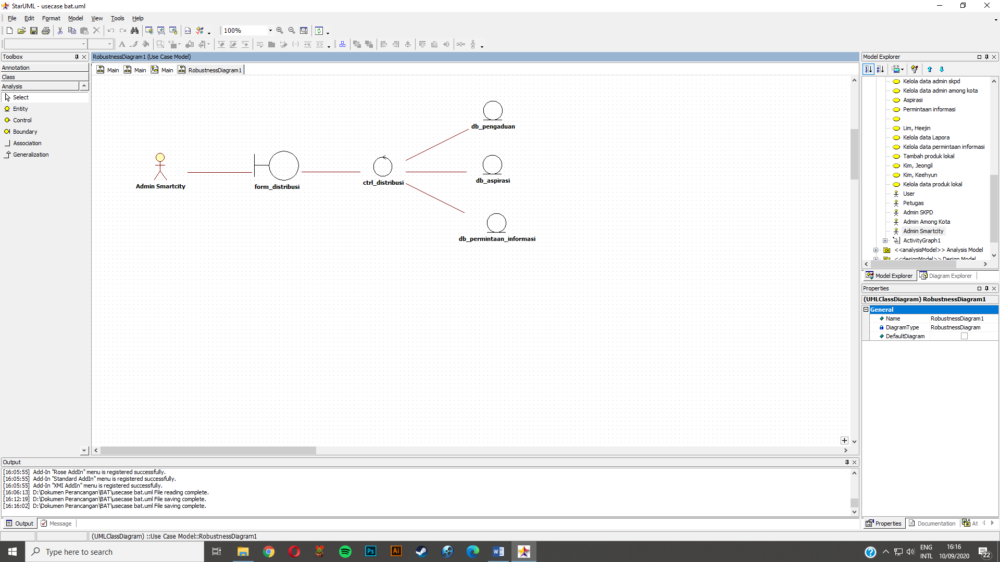 StarUML - usecase bat.uml
File Edit Format Model View Tools Help
100%
Toolbox
RobustnessDiagram1 (Use Case Model)
Model Explorer
Annotation
Class
Analysis
Select
Entity
Control
Boundary
Association
Generalization
Main Main Main RobustnessDiagram1
db_pengaduan
Admin Smartcity
form_distribusi
ctrl_distribusi
db_aspirasi
db_permintaan_informasi
Kelola data admin skpd
Kelola data admin among kota
Aspirasi
Permintaan informasi
Lim, Heejin
Kelola data Lapora
Kelola data permintaan informasi
Tambah produk lokal
Kim, Jeongil
Kim, Keehyun
Kelola data produk lokal
User
Petugas
Admin SKPD
Admin Among Kota
Admin Smartcity
ActivityGraph1
<<analysisModel>> Analysis Model
<<designModel>> Design Model
Model Explorer Diagram Explorer
Properties
(UMLClassDiagram) RobustnessDiagram1
General
Name RobustnessDiagram1
DiagramType RobustnessDiagram
DefaultDiagram
Output
[16:05:55] Add-In "Rose AddIn" menu is registered successfully.
[16:05:55] Add-In "Standard AddIn" menu is registered successfully.
[16:05:55] Add-In "XMI AddIn" menu is registered successfully.
[16:06:13] D:\Dokumen Perancangan\BAT\usecase bat.uml File reading complete.
[16:12:19] D:\Dokumen Perancangan\BAT\usecase bat.uml File saving complete.
[16:16:02] D:\Dokumen Perancangan\BAT\usecase bat.uml File saving complete.
Output Message
Properties Documentation At
(UMLClassDiagram) ::Use Case Model::RobustnessDiagram1
Type here to search
Ps
Ai
ENG
INTL
16:16
10/09/2020
22